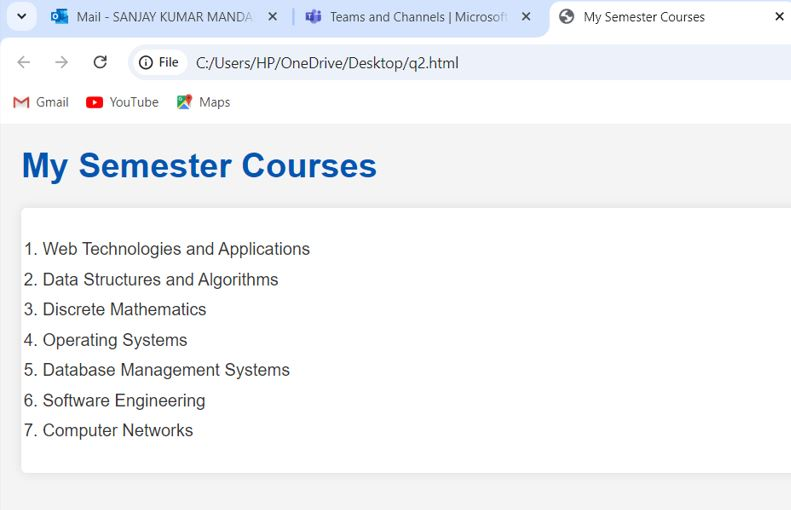 Mail - SANJAY KUMAR MANDA
Teams and Channels | Microsoft
My Semester Courses
File
C:/Users/HP/OneDrive/Desktop/q2.html
Gmail
YouTube
Maps
My Semester Courses
1. Web Technologies and Applications
2. Data Structures and Algorithms
3. Discrete Mathematics
4. Operating Systems
5. Database Management Systems
6. Software Engineering
7. Computer Networks